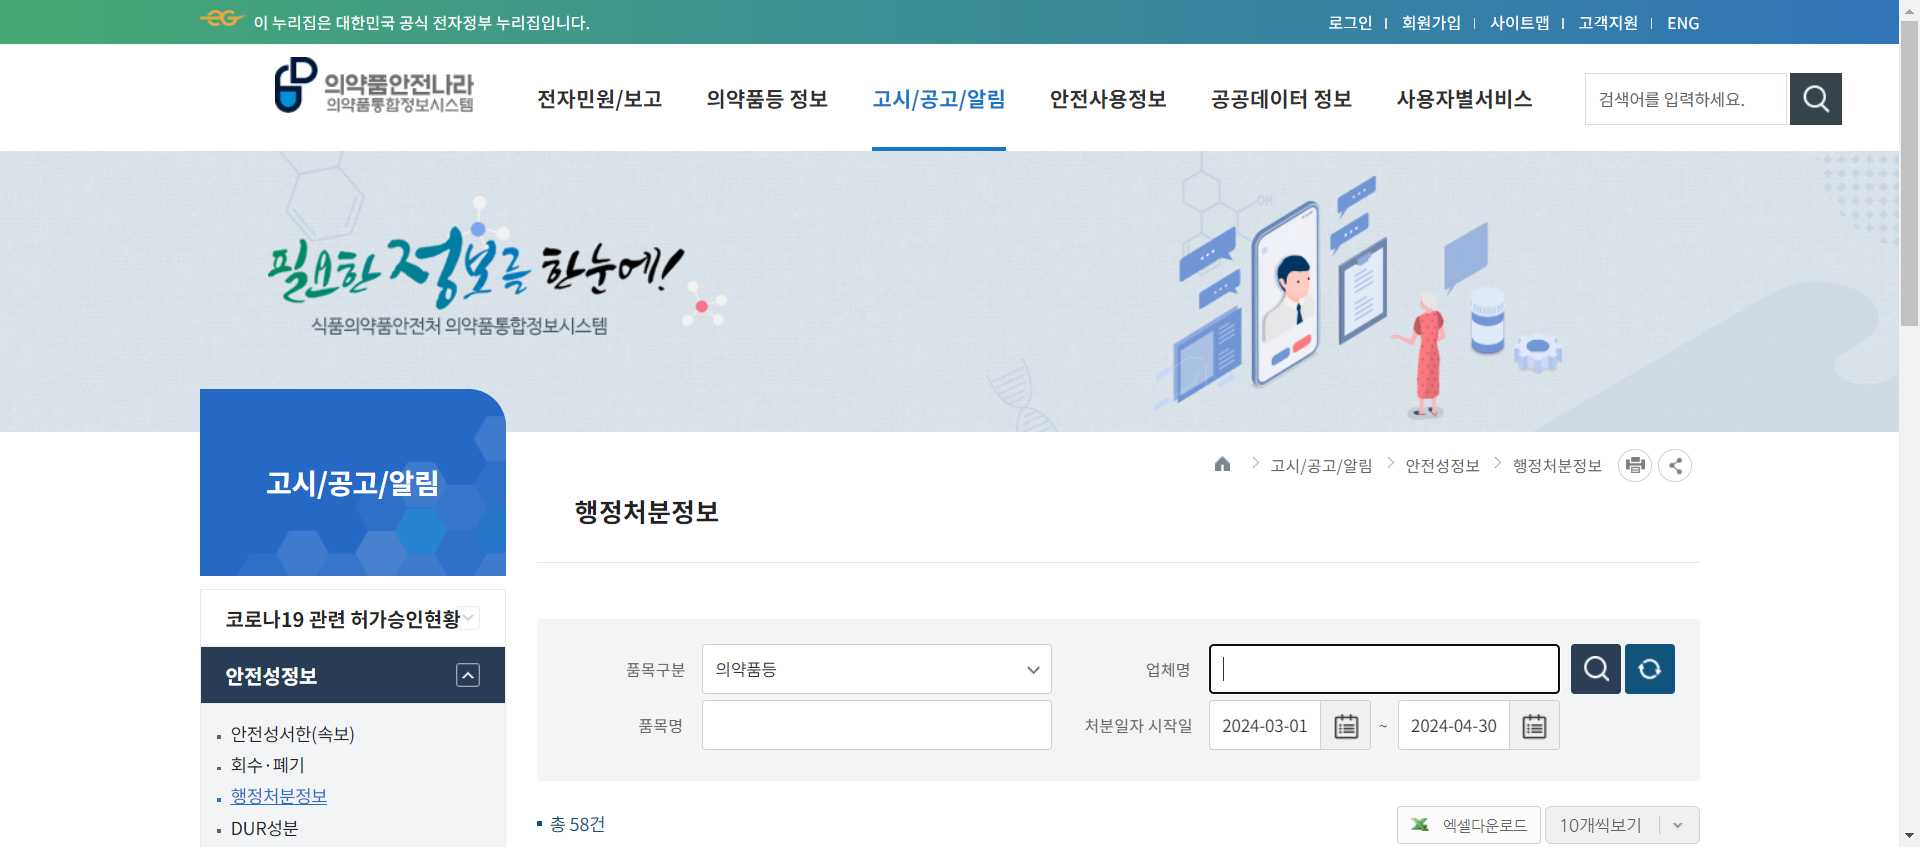 이 누리집은 대한민국 공식 전자정부 누리집입니다.
로그인 회원가입 사이트맵 고객지원 ENG
의약품안전나라
의약품통합정보시스템
전자민원/보고 의약품등 정보 고시/공고/알림 안전사용정보 공공데이터 정보 사용자별서비스
검색어를 입력하세요.
필요한 정보를 한눈에!
식품의약품안전처 의약품통합정보시스템
OH
고시/공고/알림
고시/공고/알림 안전성정보 행정처분정보
행정처분정보
코로나19 관련 허가승인현황
안전성정보
안전성서한(속보)
회수·폐기
행정처분정보
DUR성분
품목구분 의약품등 업체명
품목명 처분일자 시작일 2024-03-01 ~ 2024-04-30
총 58건
엑셀다운로드 10개씩보기